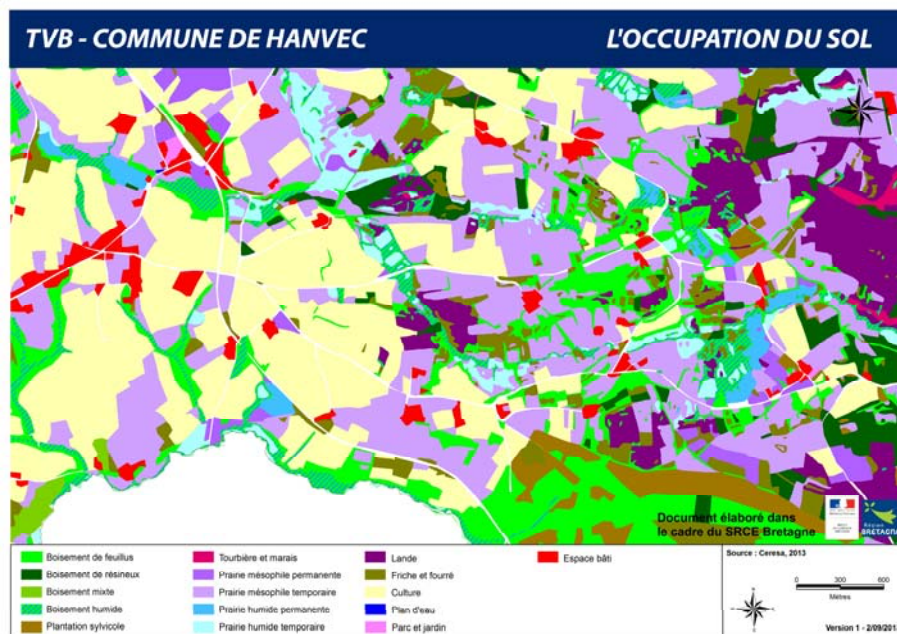 TVB - COMMUNE DE HANVEC
L'OCCUPATION DU SOL
Document élaboré dans
le cadre du SRCE Bretagne
BRETAGNE
Boisement de feuillus
Boisement de résineux
Boisement mixte
Boisement humide
Plantation sylvicole
Tourbière et marais
Prairie mésophile permanente
Prairie mésophile temporaire
Prairie humide permanente
Prairie humide temporaire
Lande
Friche et fourré
Culture
Plan d'eau
Parc et jardin
Espace bâti
Source : Ceresa, 2013
0 300 600
Mètres